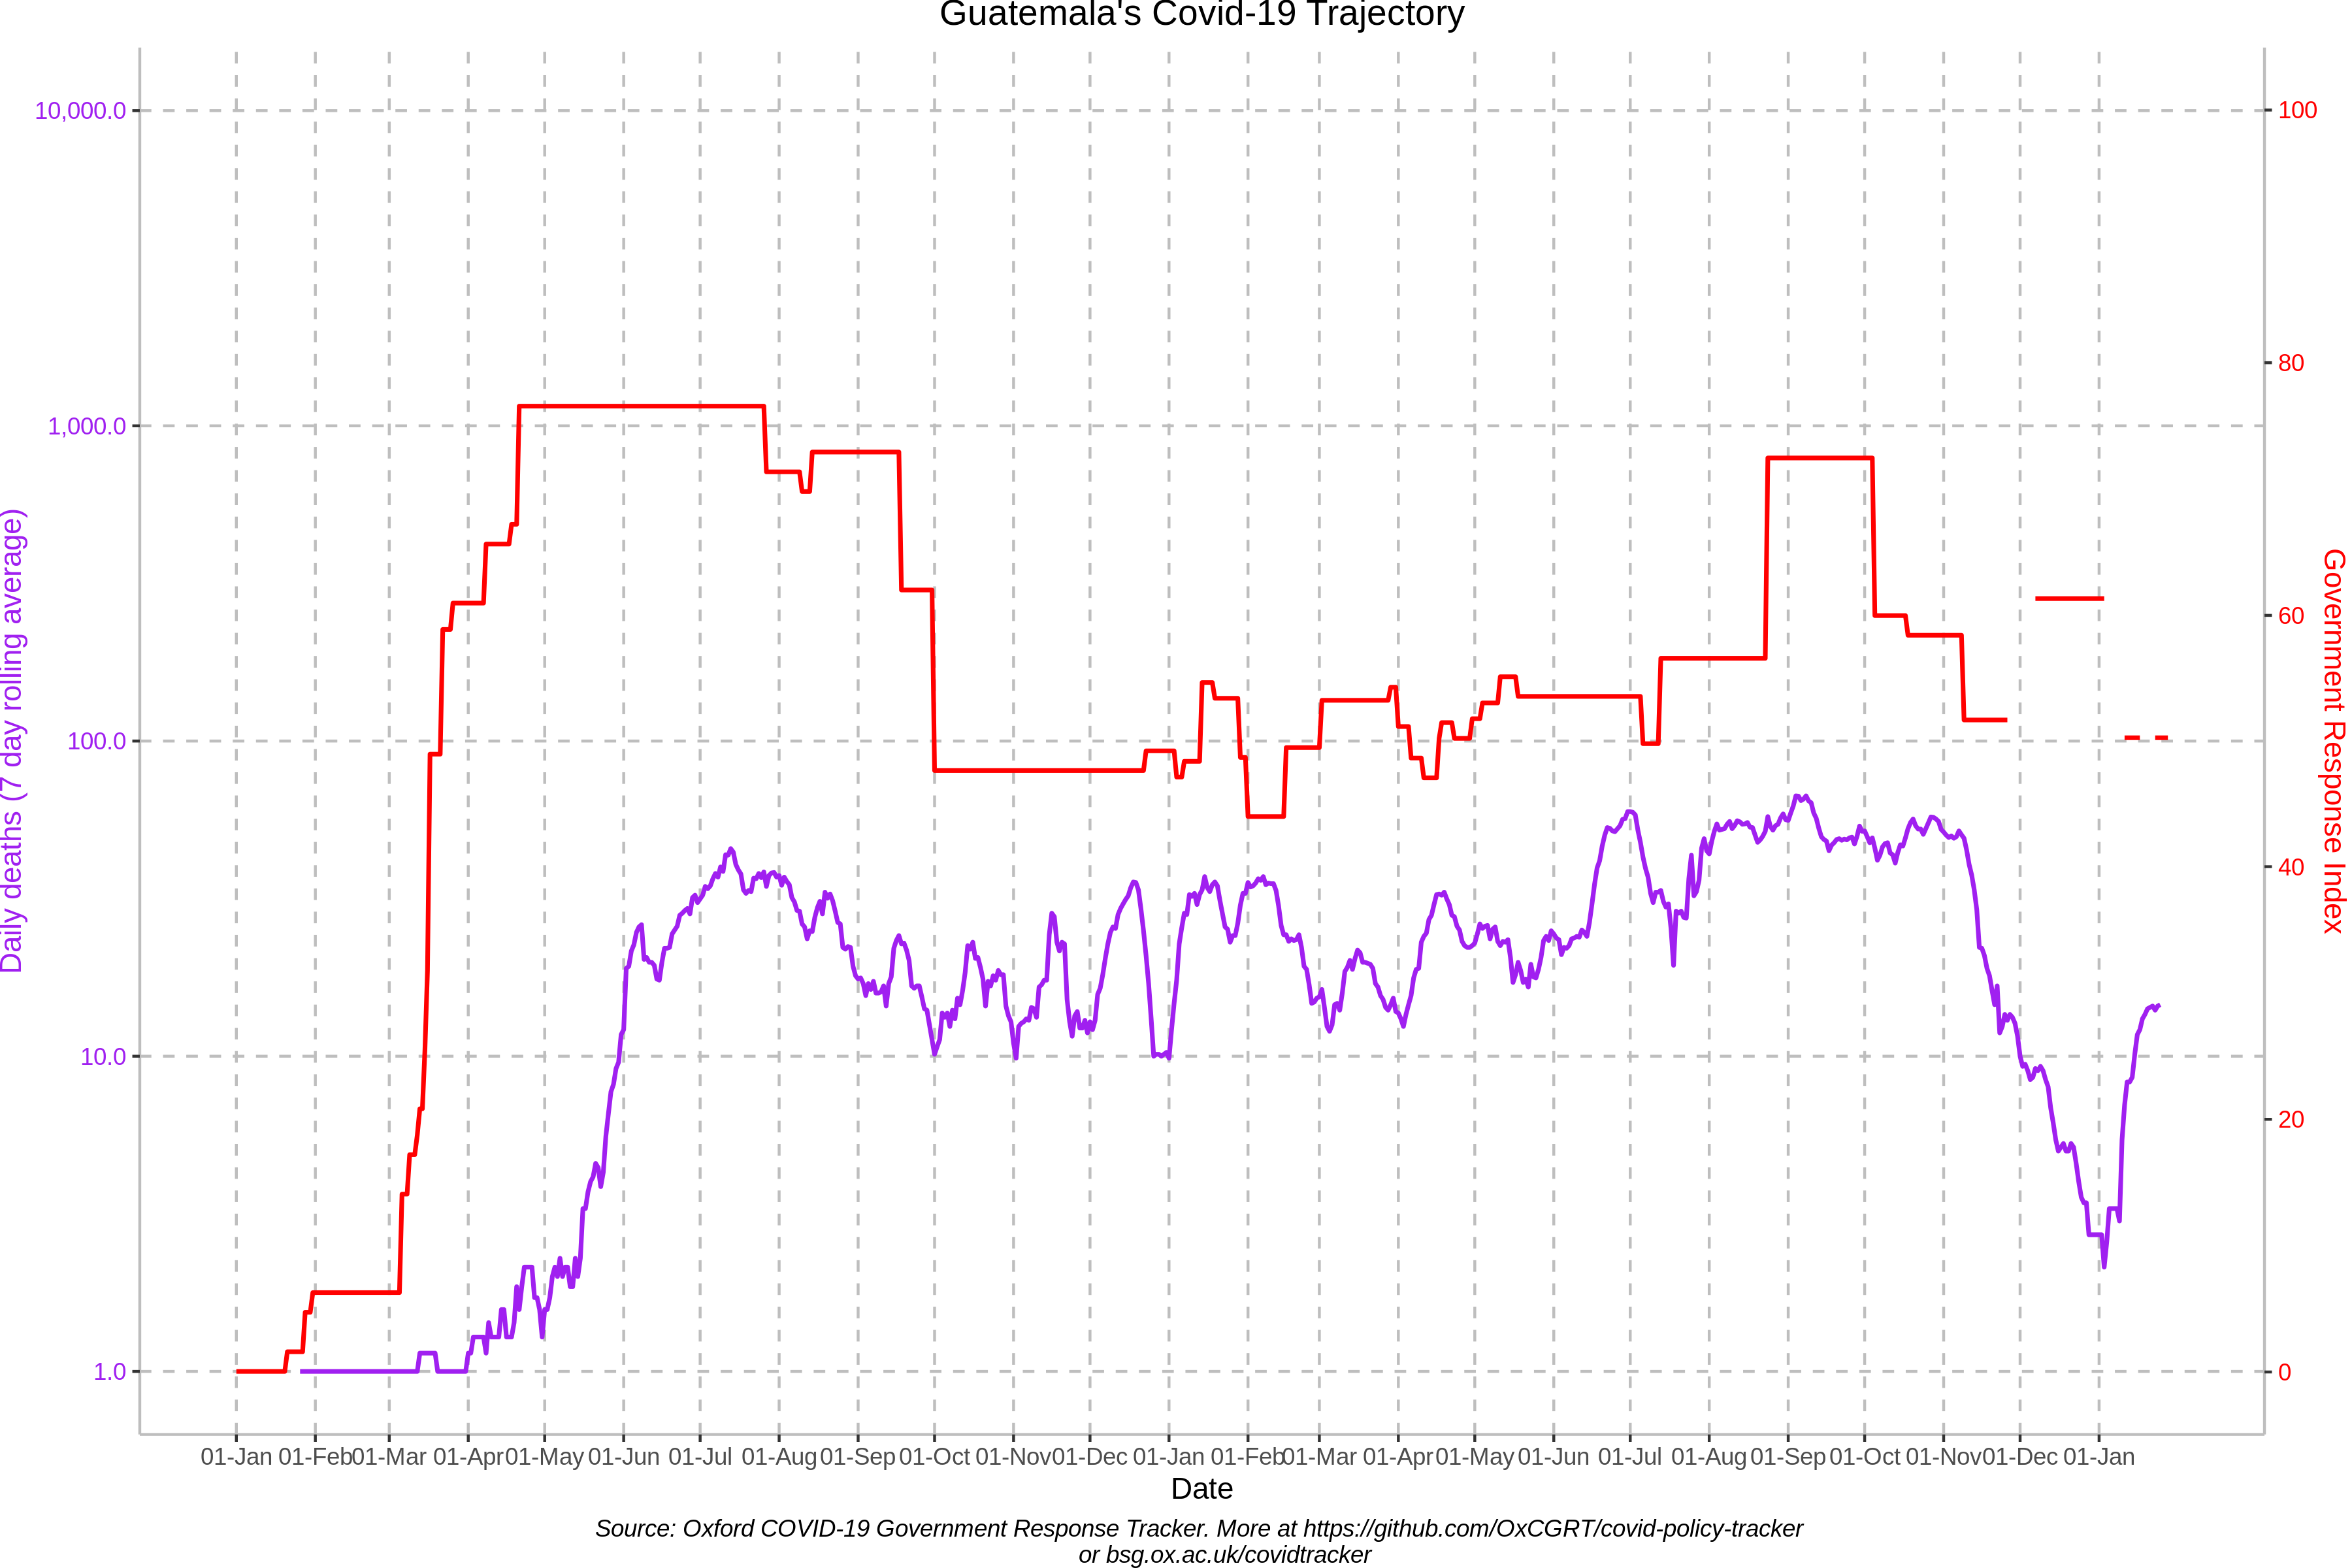 Guatemala's Covid-19 Trajectory
10,000.0
1,000.0
100.0
10.0
1.0
Daily deaths (7 day rolling average)
100
80
60
40
20
0
Government Response Index
01-Jan 01-Feb 01-Mar 01-Apr 01-May 01-Jun 01-Jul 01-Aug 01-Sep 01-Oct 01-Nov 01-Dec 01-Jan 01-Feb 01-Mar 01-Apr 01-May 01-Jun 01-Jul 01-Aug 01-Sep 01-Oct 01-Nov 01-Dec 01-Jan
Date
Source: Oxford COVID-19 Government Response Tracker. More at https://github.com/OxCGRT/covid-policy-tracker
or bsg.ox.ac.uk/covidtracker